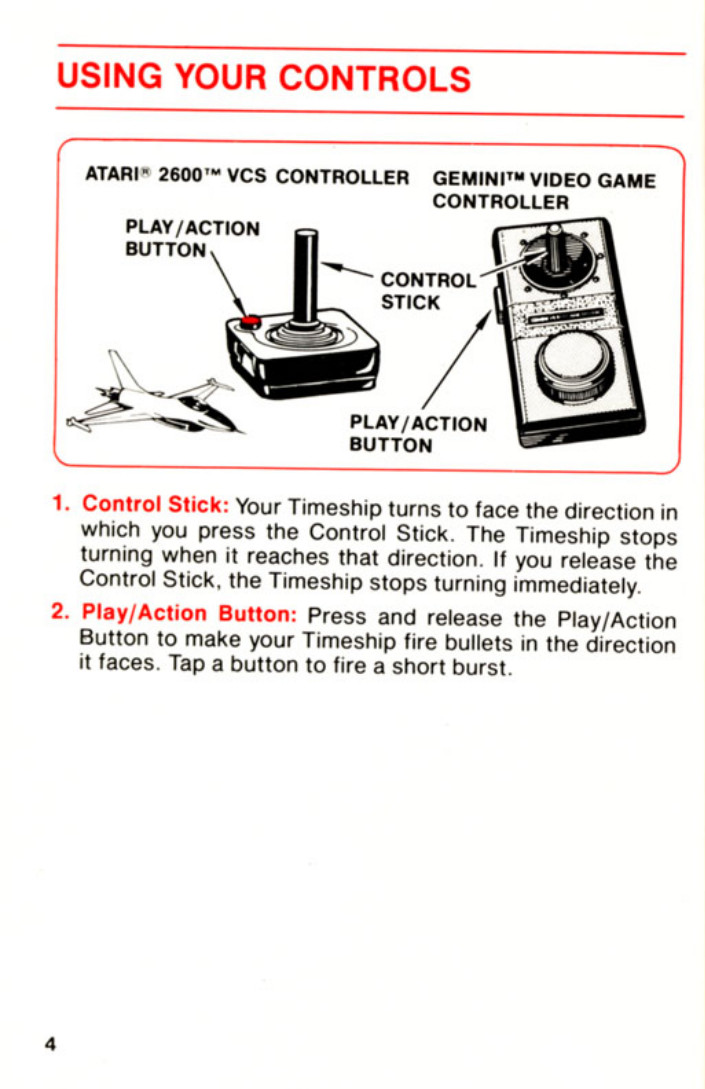 USING YOUR CONTROLS
ATARI® 2600™ VCS CONTROLLER
GEMINI™ VIDEO GAME
CONTROLLER
PLAY/ACTION
BUTTON
CONTROL
STICK
PLAY/ACTION
BUTTON
1. Control Stick: Your Timeship turns to face the direction in
which you press the Control Stick. The Timeship stops
turning when it reaches that direction. If you release the
Control Stick, the Timeship stops turning immediately.
2. Play/Action Button: Press and release the Play/Action
Button to make your Timeship fire bullets in the direction
it faces. Tap a button to fire a short burst.
4